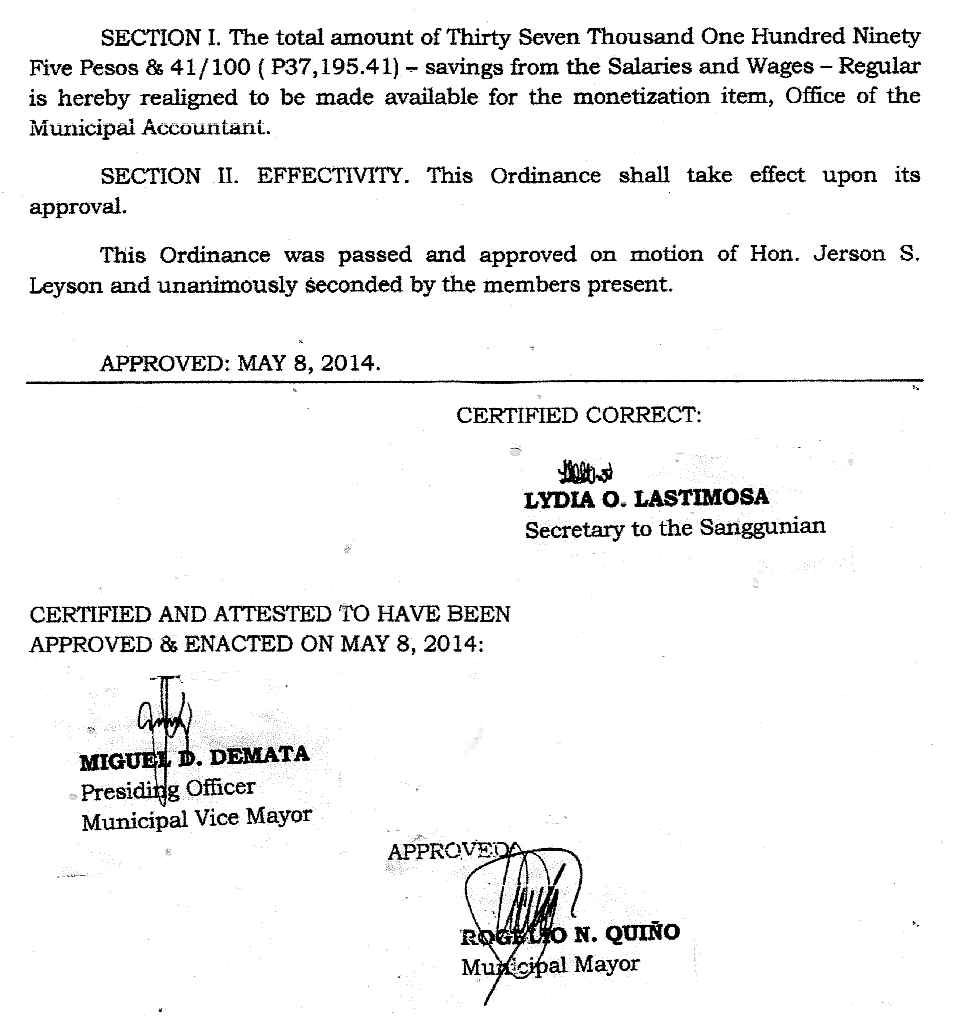 SECTION I. The total amount of Thirty Seven Thousand One Hundred Ninety
Five Pesos & 41/100 ( P37,195.41) – savings from the Salaries and Wages – Regular
is hereby realigned to be made available for the monetization item, Office of the
Municipal Accountant.
SECTION II. EFFECTIVITY. This Ordinance shall take effect upon its
approval.
This Ordinance was passed and approved on motion of Hon. Jerson S.
Leyson and unanimously seconded by the members present.
APPROVED: MAY 8, 2014.
CERTIFIED CORRECT:
LYDIA O. LASTIMOSA
Secretary to the Sanggunian
CERTIFIED AND ATTESTED TO HAVE BEEN
APPROVED & ENACTED ON MAY 8, 2014:
MIGUEL D. DEMATA
Presiding Officer
Municipal Vice Mayor
APPROVED
ROGELIO N. QUIÑO
Municipal Mayor